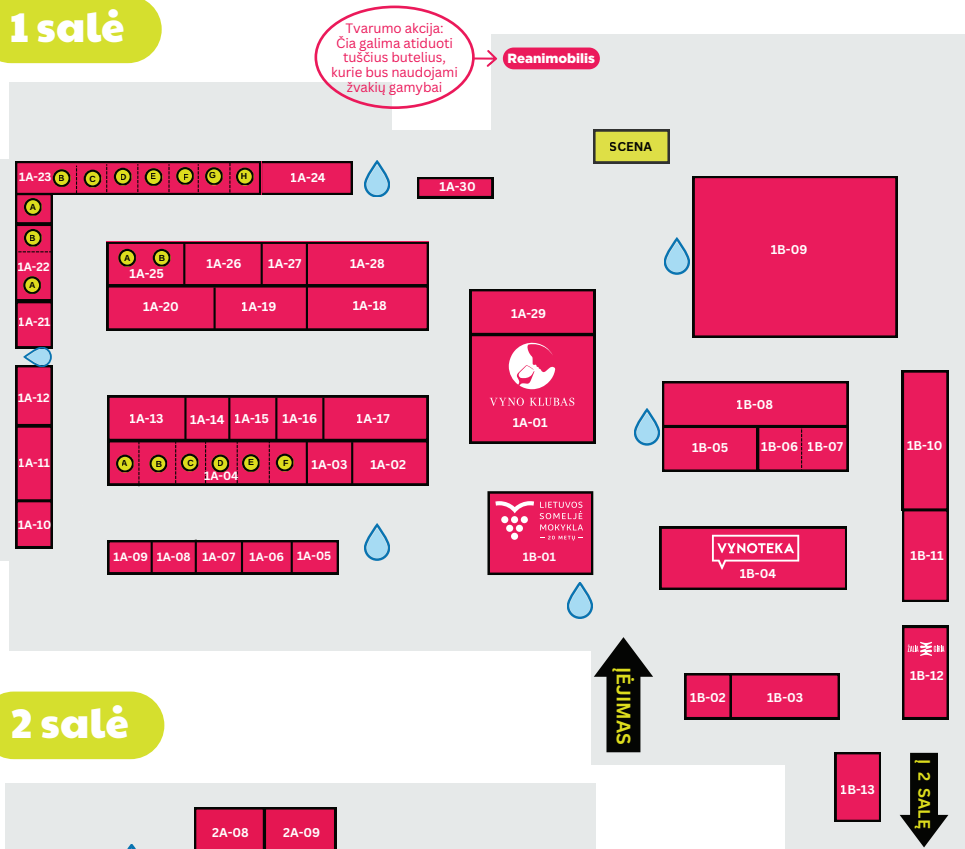 1 salė
Tvarumo akcija:
Čia galima atiduoti
tuščius butelius,
kurie bus naudojami
žvakių gamybai
Reanimobilis
SCENA
1A-23 B C D E F G H
1A-24
1A-30
A
B
1A-22
A
1A-21
A B
1A-25
1A-26
1A-27
1A-28
1A-20
1A-19
1A-18
1B-09
1A-29
VYNO KLUBAS
1A-01
1A-12
1A-11
1A-10
1A-13
1A-14
1A-15
1A-16
1A-17
A B C D E F
1A-04
1A-03
1A-02
1B-08
1B-05
1B-06
1B-07
1B-10
1B-11
LIETUVOS
SOMELJĖ
MOKYKLA
– 20 METŲ –
1B-01
VYNOTEKA
1B-04
1A-09
1A-08
1A-07
1A-06
1A-05
1B-12
ĮĖJIMAS
1B-02
1B-03
1B-13
Į 2 SALĘ
2 salė
2A-08
2A-09